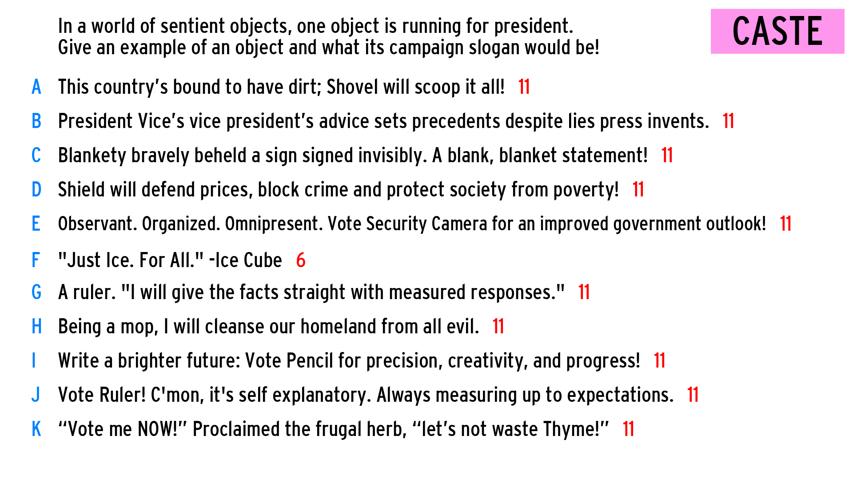 In a world of sentient objects, one object is running for president.
Give an example of an object and what its campaign slogan would be!
CASTE
A This country's bound to have dirt; Shovel will scoop it all! 11
B President Vice's vice president's advice sets precedents despite lies press invents. 11
C Blankety bravely beheld a sign signed invisibly. A blank, blanket statement! 11
D Shield will defend prices, block crime and protect society from poverty! 11
E Observant. Organized. Omnipresent. Vote Security Camera for an improved government outlook! 11
F "Just Ice. For All." -Ice Cube 6
G A ruler. "I will give the facts straight with measured responses." 11
H Being a mop, I will cleanse our homeland from all evil. 11
I Write a brighter future: Vote Pencil for precision, creativity, and progress! 11
J Vote Ruler! C'mon, it's self explanatory. Always measuring up to expectations. 11
K “Vote me NOW!” Proclaimed the frugal herb, “let's not waste Thyme!” 11